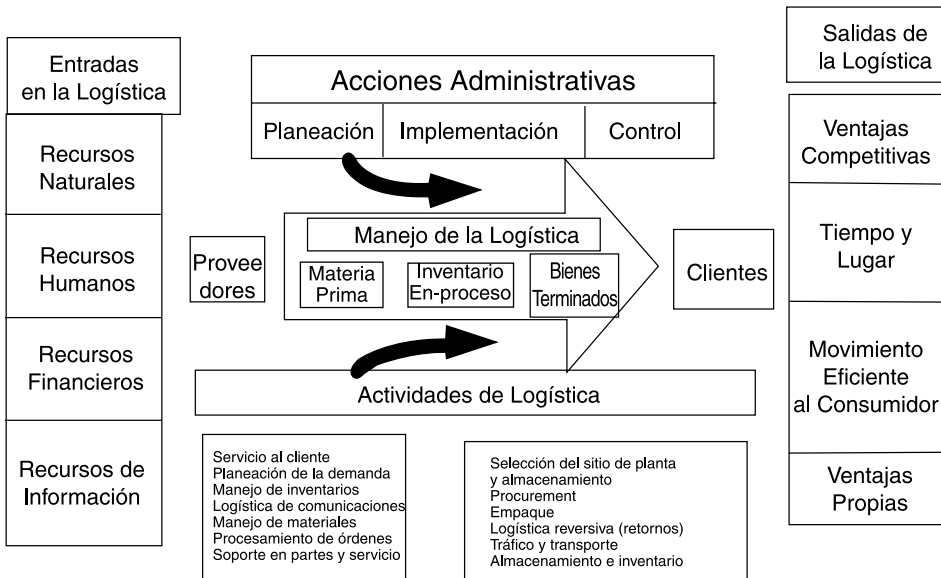 Entradas
en la Logística
Recursos
Naturales
Recursos
Humanos
Recursos
Financieros
Recursos de
Información
Acciones Administrativas
Planeación
Implementación
Control
Provee
dores
Manejo de la Logística
Materia
Prima
Inventario
En-proceso
Bienes
Terminados
Clientes
Actividades de Logística
Servicio al cliente
Planeación de la demanda
Manejo de inventarios
Logística de comunicaciones
Manejo de materiales
Procesamiento de órdenes
Soporte en partes y servicio
Selección del sitio de planta
y almacenamiento
Procurement
Empaque
Logística reversiva (retornos)
Tráfico y transporte
Almacenamiento e inventario
Salidas de
la Logística
Ventajas
Competitivas
Tiempo y
Lugar
Movimiento
Eficiente
al Consumidor
Ventajas
Propias